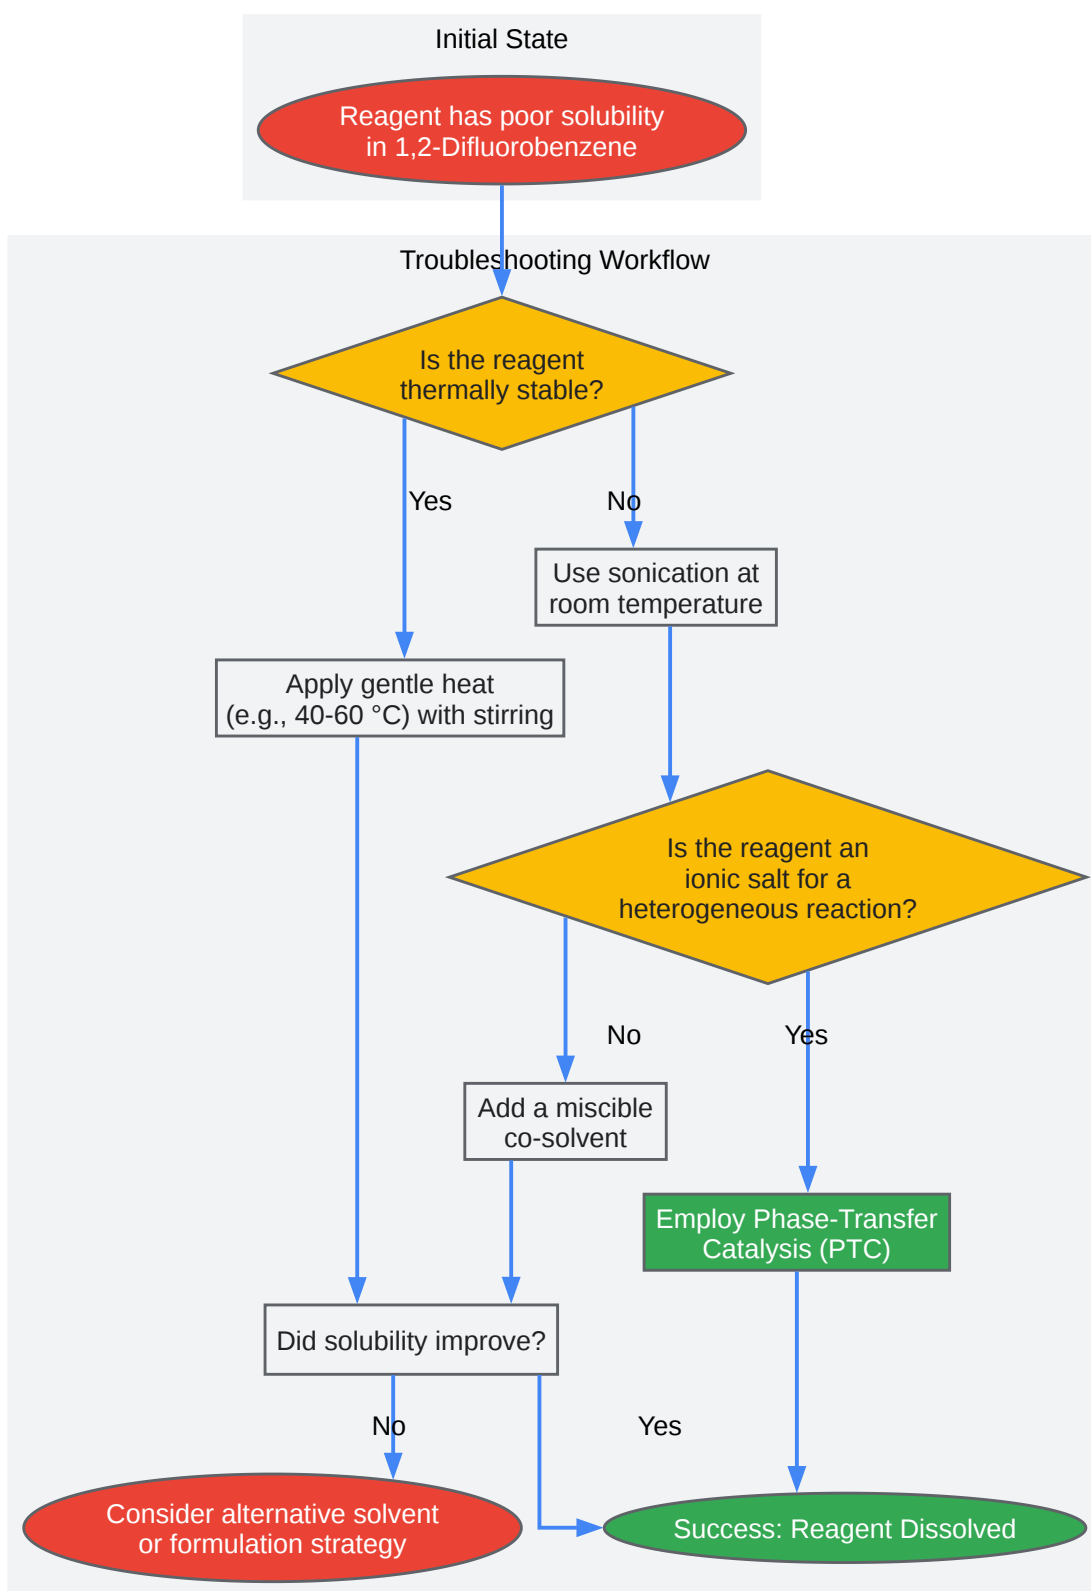 Initial State
Reagent has poor solubility
in 1,2-Difluorobenzene
Troubleshooting Workflow
Is the reagent
thermally stable?
Yes
No
Use sonication at
room temperature
Apply gentle heat
(e.g., 40-60 °C) with stirring
Is the reagent an
ionic salt for a
heterogeneous reaction?
No
Yes
Add a miscible
co-solvent
Employ Phase-Transfer
Catalysis (PTC)
Did solubility improve?
No
Yes
Consider alternative solvent
or formulation strategy
Success: Reagent Dissolved